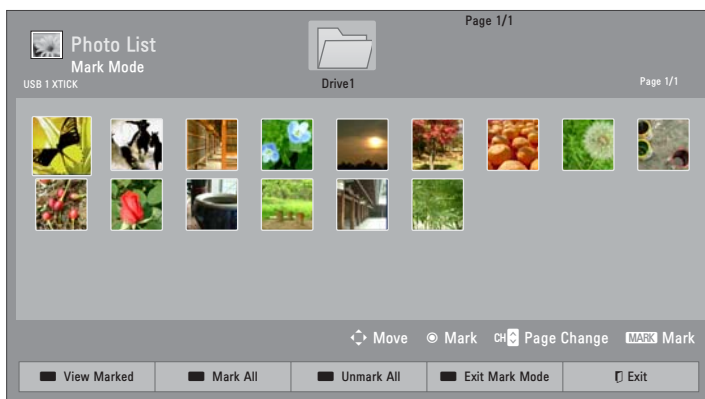 Page 1/1
Photo List
Mark Mode
USB 1 XTICK
Drive1
Page 1/1
Move Mark CH Page Change MARK Mark
View Marked Mark All Unmark All Exit Mark Mode Exit